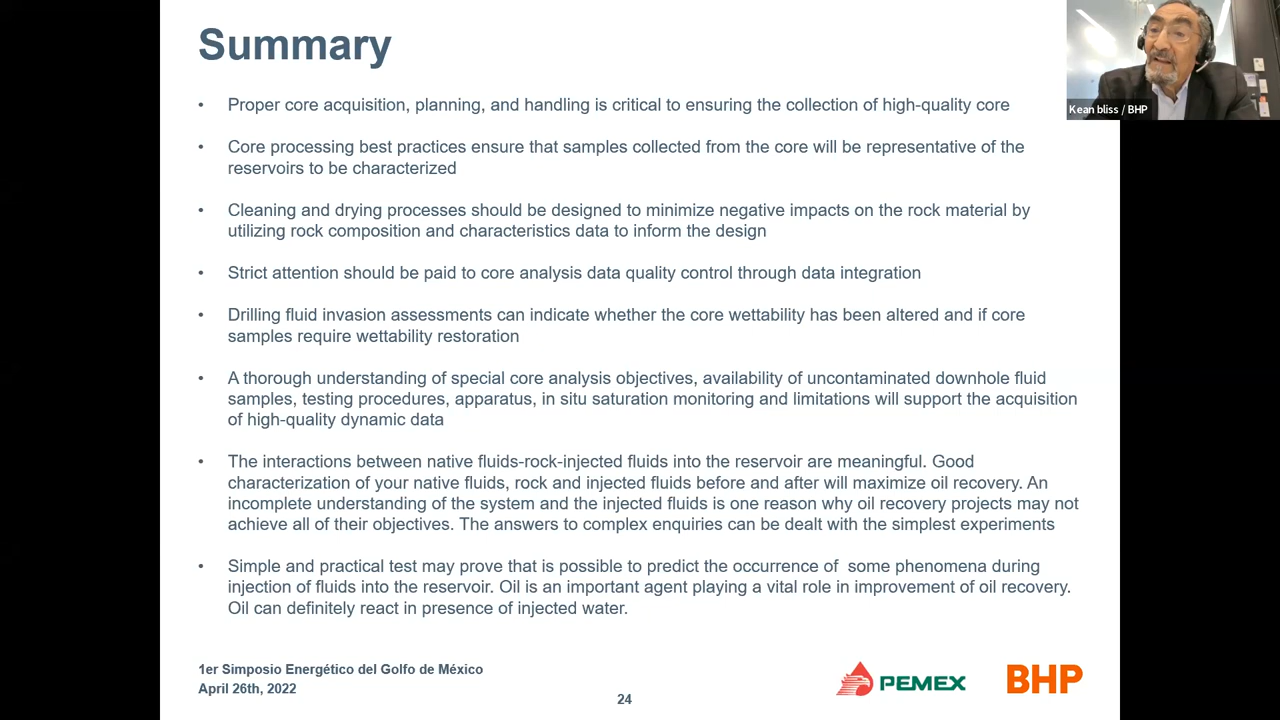 Summary
Kean bliss / BHP
• Proper core acquisition, planning, and handling is critical to ensuring the collection of high-quality core
• Core processing best practices ensure that samples collected from the core will be representative of the
reservoirs to be characterized
• Cleaning and drying processes should be designed to minimize negative impacts on the rock material by
utilizing rock composition and characteristics data to inform the design
• Strict attention should be paid to core analysis data quality control through data integration
• Drilling fluid invasion assessments can indicate whether the core wettability has been altered and if core
samples require wettability restoration
• A thorough understanding of special core analysis objectives, availability of uncontaminated downhole fluid
samples, testing procedures, apparatus, in situ saturation monitoring and limitations will support the acquisition
of high-quality dynamic data
• The interactions between native fluids-rock-injected fluids into the reservoir are meaningful. Good
characterization of your native fluids, rock and injected fluids before and after will maximize oil recovery. An
incomplete understanding of the system and the injected fluids is one reason why oil recovery projects may not
achieve all of their objectives. The answers to complex enquiries can be dealt with the simplest experiments
• Simple and practical test may prove that is possible to predict the occurrence of  some phenomena during
injection of fluids into the reservoir. Oil is an important agent playing a vital role in improvement of oil recovery.
Oil can definitely react in presence of injected water.
1er Simposio Energético del Golfo de México
April 26th, 2022
24
PEMEX
BHP